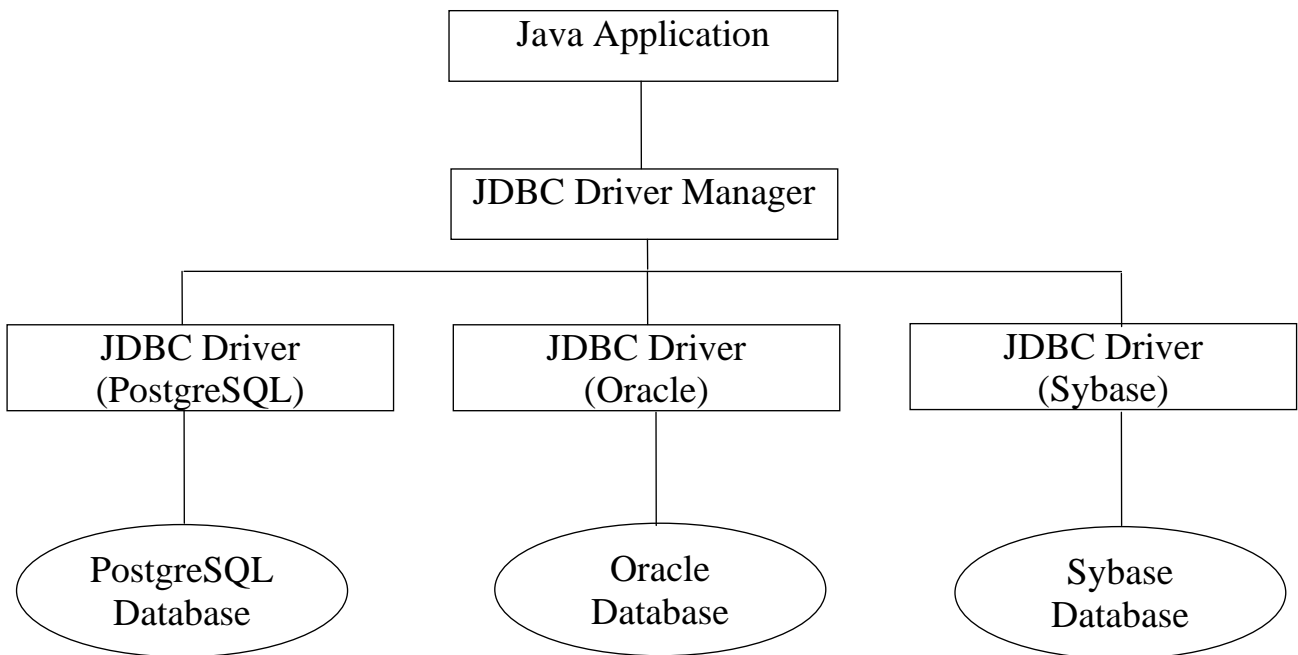 Java Application
JDBC Driver Manager
JDBC Driver
(PostgreSQL)
JDBC Driver
(Oracle)
JDBC Driver
(Sybase)
PostgreSQL
Database
Oracle
Database
Sybase
Database